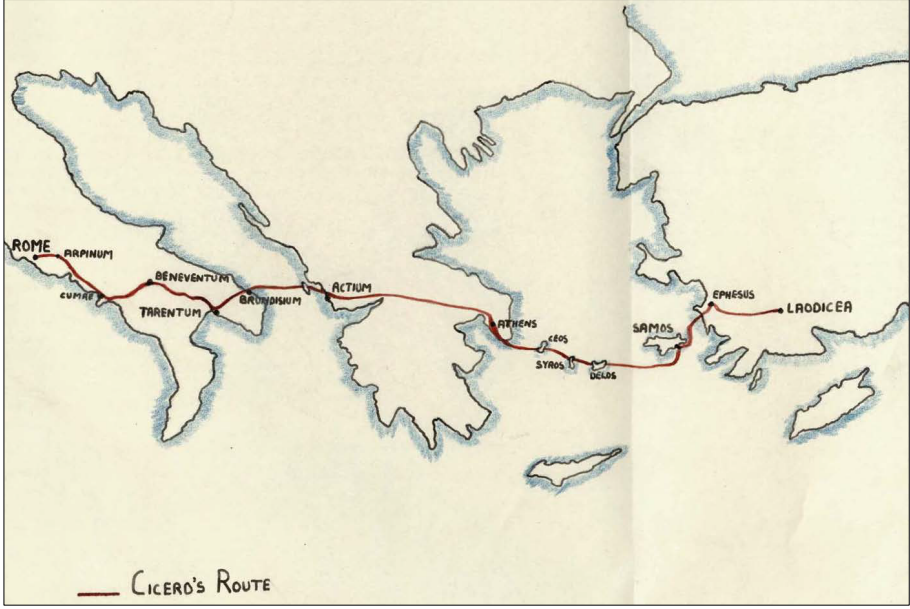 ROME
ARPINUM
CUMAE
BENEVENTUM
TARENTUM
BRUNDISIUM
ACTIUM
ATHENS
CEOS
SYROS
DELOS
SAMOS
EPHESUS
LAODICEA
CICERO'S ROUTE